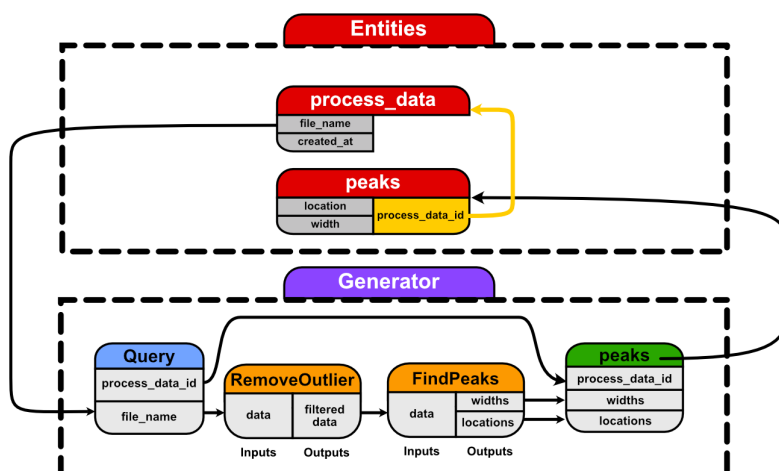 Entities
process_data
file_name
created_at
peaks
location
width
process_data_id
Generator
Query
process_data_id
file_name
RemoveOutlier
data
filtered
data
Inputs
Outputs
FindPeaks
data
widths
locations
Inputs
Outputs
peaks
process_data_id
widths
locations